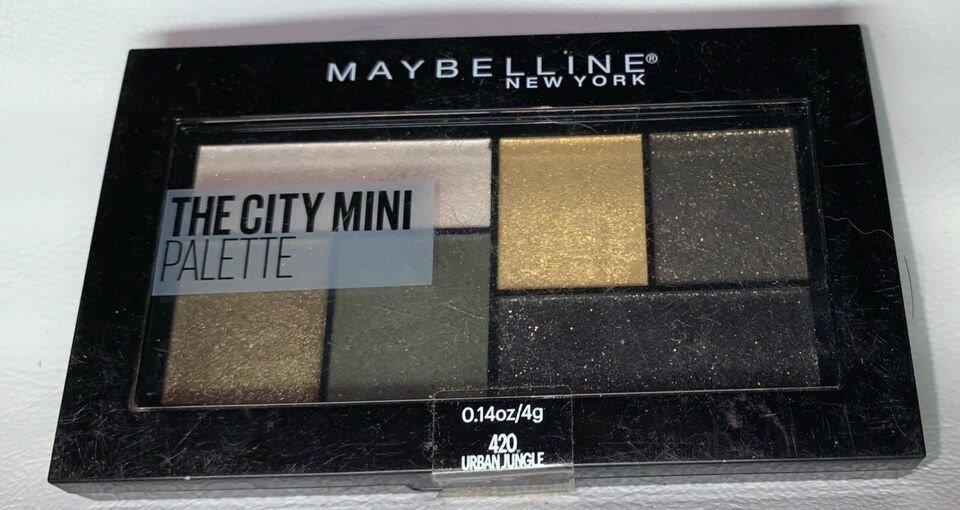 MAYBELLINE®
NEW YORK
THE CITY MINI
PALETTE
0.14oz/4g
420
URBAN JUNGLE